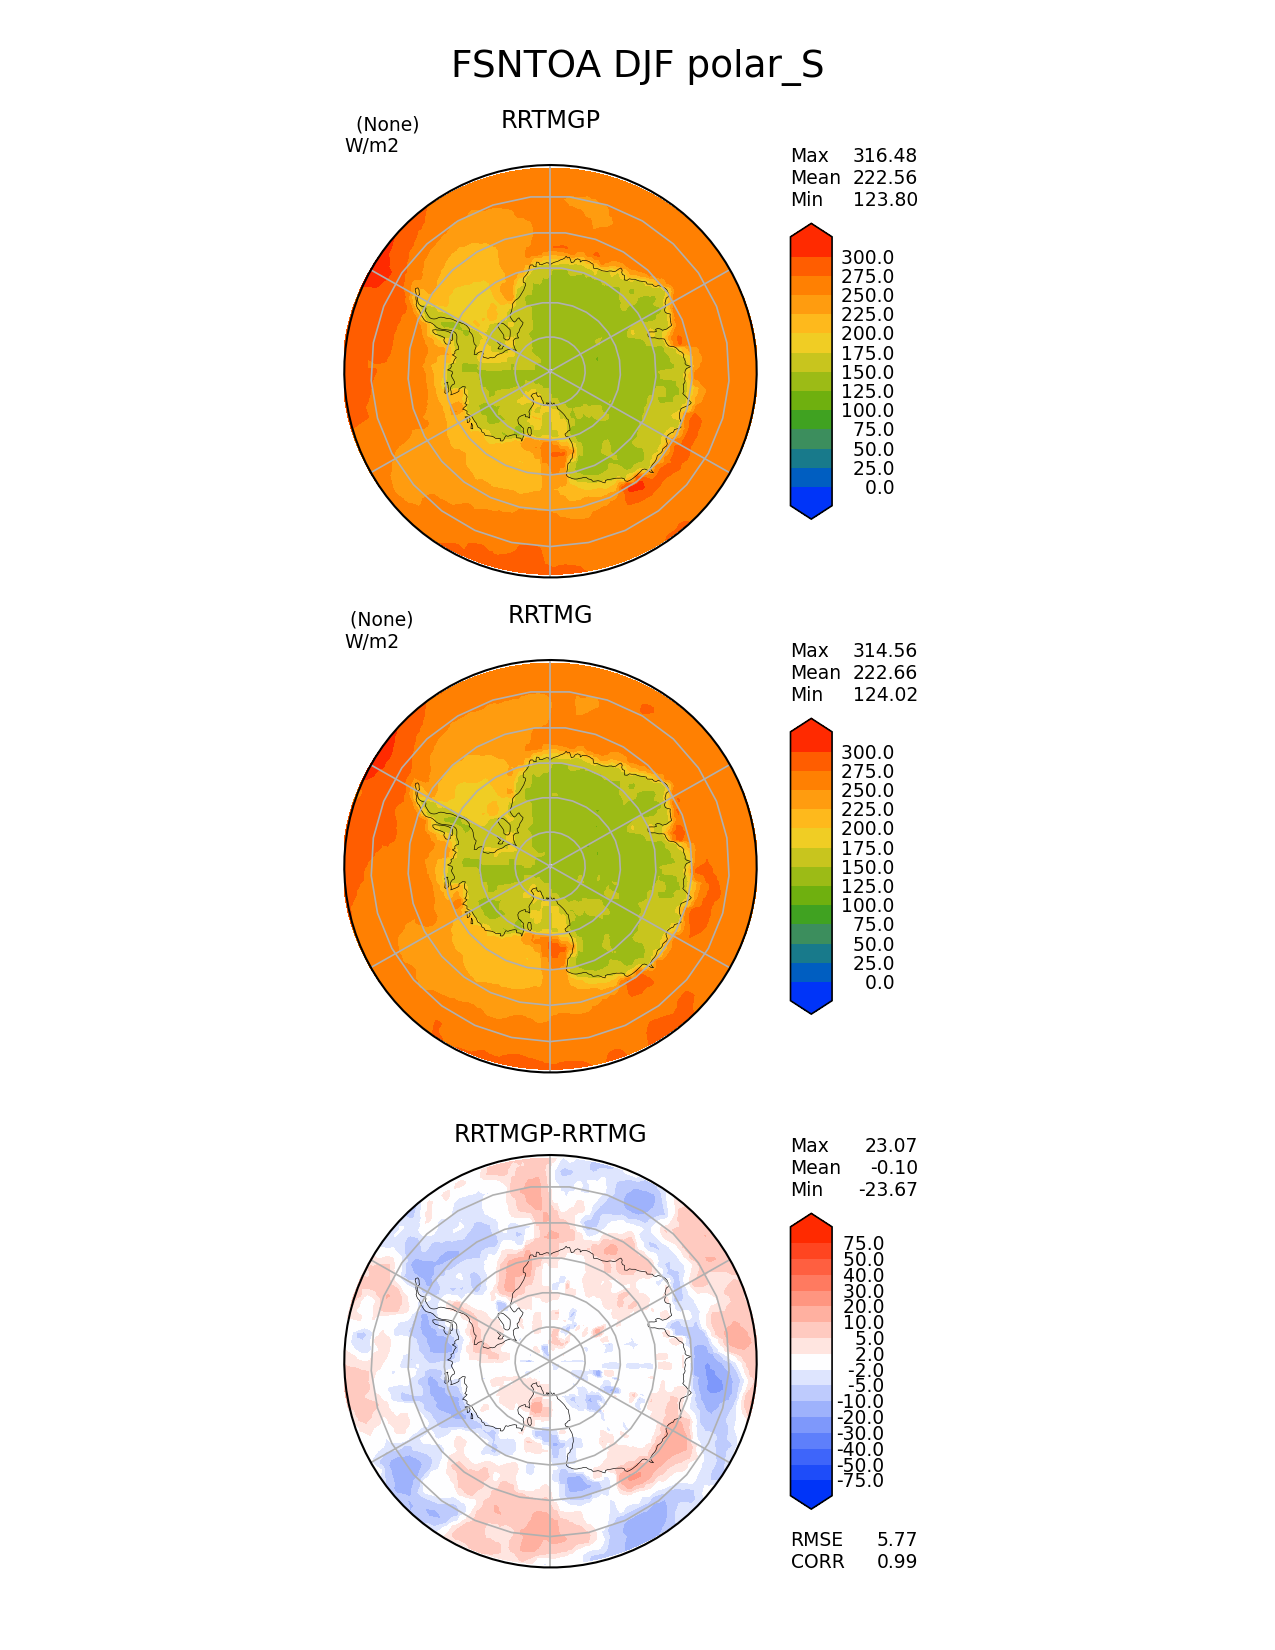 FSNTOA DJF polar_S
RRTMGP
(None)
W/m2
Max 316.48
Mean 222.56
Min 123.80
300.0
275.0
250.0
225.0
200.0
175.0
150.0
125.0
100.0
75.0
50.0
25.0
0.0
RRTMG
(None)
W/m2
Max 314.56
Mean 222.66
Min 124.02
300.0
275.0
250.0
225.0
200.0
175.0
150.0
125.0
100.0
75.0
50.0
25.0
0.0
RRTMGP-RRTMG
Max 23.07
Mean -0.10
Min -23.67
75.0
50.0
40.0
30.0
20.0
10.0
5.0
2.0
-2.0
-5.0
-10.0
-20.0
-30.0
-40.0
-50.0
-75.0
RMSE 5.77
CORR 0.99